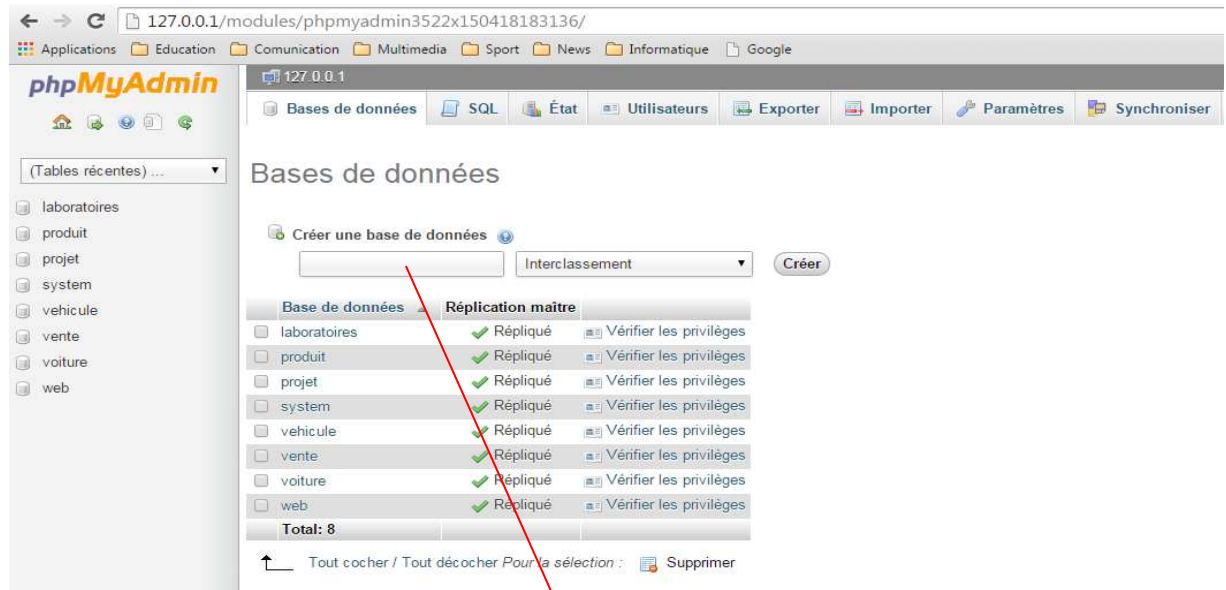 127.0.0.1/modules/phpmyadmin3522x150418183136/
Applications Education Comunication Multimedia Sport News Informatique Google
phpMyAdmin
127.0.0.1
Bases de données SQL État Utilisateurs Exporter Importer Paramètres Synchroniser
(Tables récentes) ...
laboratoires
produit
projet
system
vehicule
vente
voiture
web
Bases de données
Créer une base de données
Interclassement Créer
Base de données Réplication maître
laboratoires Répliqué Vérifier les privilèges
produit Répliqué Vérifier les privilèges
projet Répliqué Vérifier les privilèges
system Répliqué Vérifier les privilèges
vehicule Répliqué Vérifier les privilèges
vente Répliqué Vérifier les privilèges
voiture Répliqué Vérifier les privilèges
web Répliqué Vérifier les privilèges
Total: 8
Tout cocher / Tout décocher Pour la sélection : Supprimer